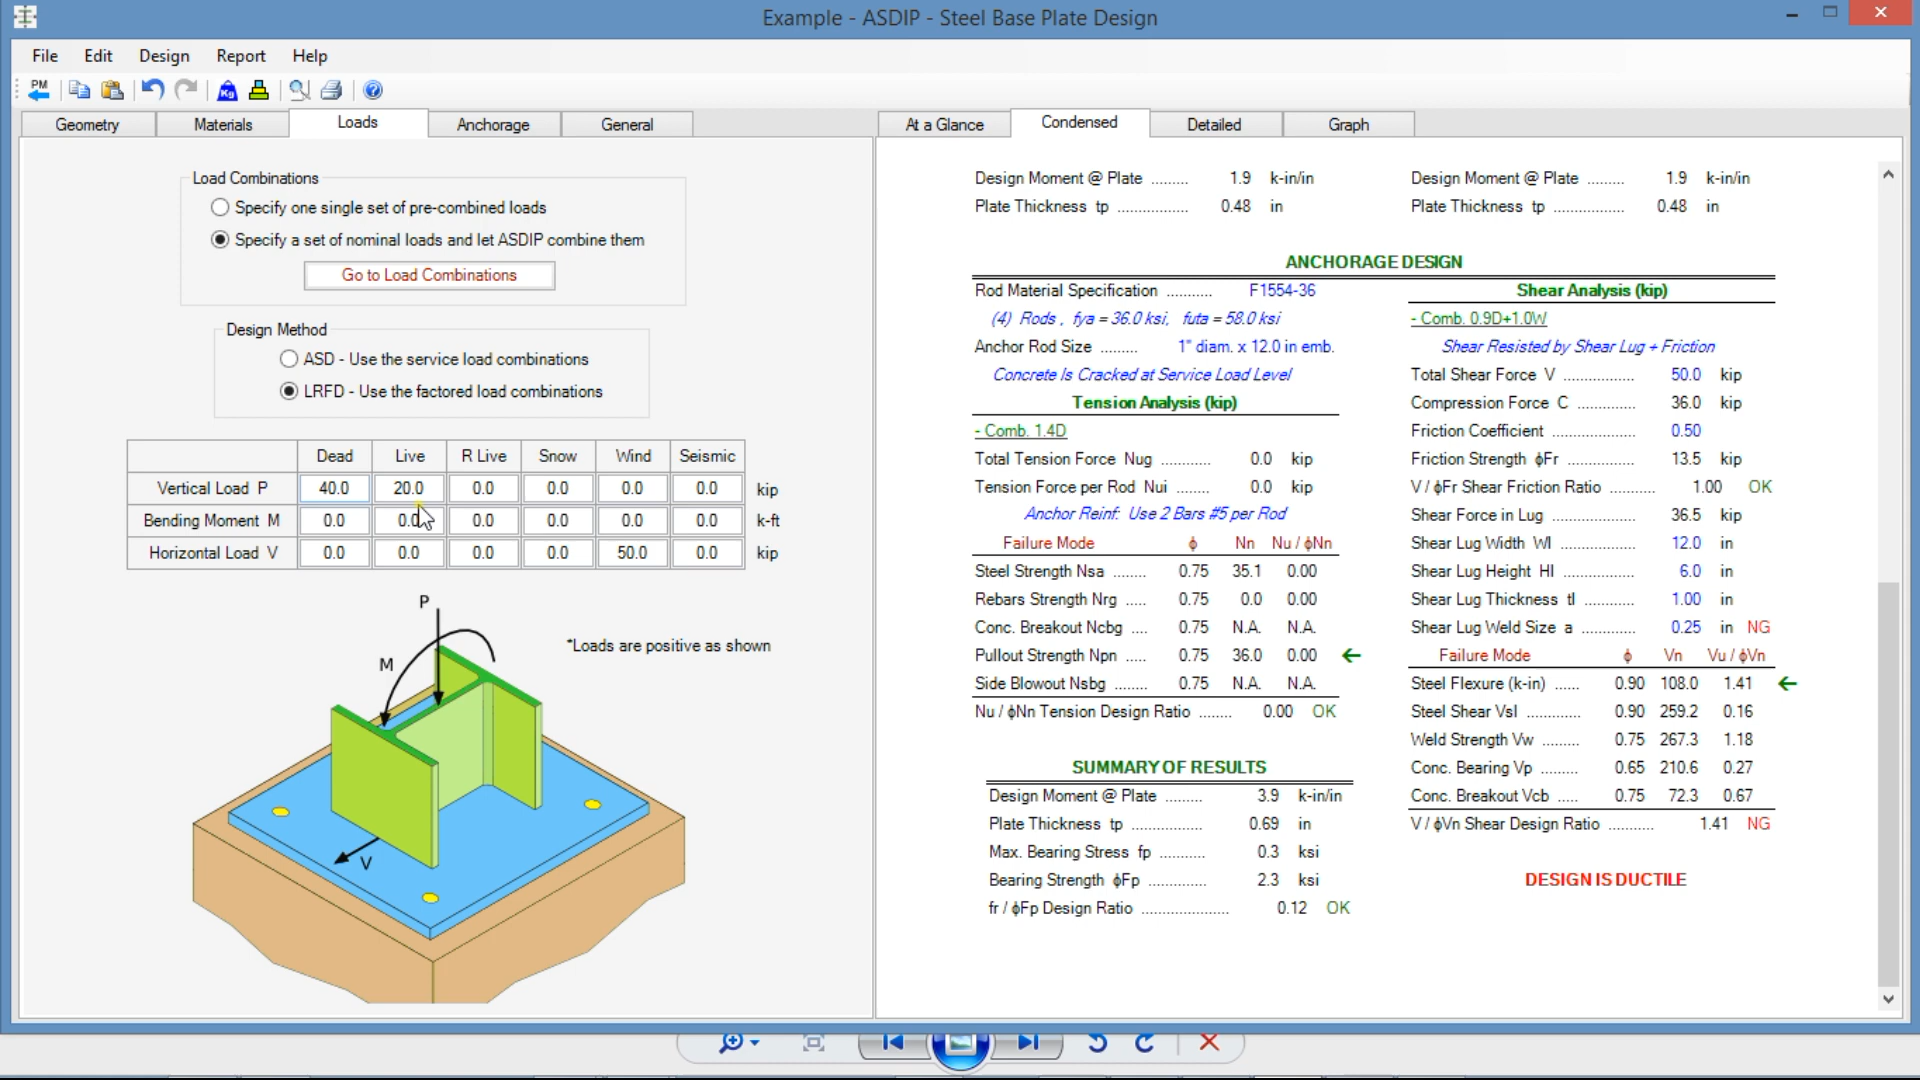 Example - ASDIP - Steel Base Plate Design
File Edit Design Report Help
PM Kg ?
Geometry Materials Loads Anchorage General
At a Glance Condensed Detailed Graph
Load Combinations
Specify one single set of pre-combined loads
Specify a set of nominal loads and let ASDIP combine them
Go to Load Combinations
Design Method
ASD - Use the service load combinations
LRFD - Use the factored load combinations
Dead Live R Live Snow Wind Seismic
Vertical Load P 40.0 20.0 0.0 0.0 0.0 0.0 kip
Bending Moment M 0.0 0.0 0.0 0.0 0.0 0.0 k-ft
Horizontal Load V 0.0 0.0 0.0 0.0 50.0 0.0 kip
P
M
*Loads are positive as shown
V
Design Moment @ Plate ........ 1.9 k-in/in
Plate Thickness tp ................ 0.48 in
Design Moment @ Plate ........ 1.9 k-in/in
Plate Thickness tp ................ 0.48 in
ANCHORAGE DESIGN
Rod Material Specification ........... F1554-36
(4) Rods , fya = 36.0 ksi, futa = 58.0 ksi
Anchor Rod Size ........ 1" diam. x 12.0 in emb.
Concrete Is Cracked at Service Load Level
Tension Analysis (kip)
- Comb. 1.4D
Total Tension Force Nug ........... 0.0 kip
Tension Force per Rod Nui ....... 0.0 kip
Anchor Reinf: Use 2 Bars #5 per Rod
Failure Mode ϕ Nn Nu / ϕNn
Steel Strength Nsa ....... 0.75 35.1 0.00
Rebars Strength Nrg ..... 0.75 0.0 0.00
Conc. Breakout Ncbg .... 0.75 N.A. N.A.
Pullout Strength Npn ..... 0.75 36.0 0.00
Side Blowout Nsbg ........ 0.75 N.A. N.A.
Nu / ϕNn Tension Design Ratio ....... 0.00 OK
SUMMARY OF RESULTS
Design Moment @ Plate ........ 3.9 k-in/in
Plate Thickness tp ................ 0.69 in
Max. Bearing Stress fp ........... 0.3 ksi
Bearing Strength ϕFp ............. 2.3 ksi
fr / ϕFp Design Ratio ................... 0.12 OK
Shear Analysis (kip)
- Comb. 0.9D+1.0W
Shear Resisted by Shear Lug + Friction
Total Shear Force V ................ 50.0 kip
Compression Force C ............. 36.0 kip
Friction Coefficient .................. 0.50
Friction Strength ϕFr ................ 13.5 kip
V / ϕFr Shear Friction Ratio ........... 1.00 OK
Shear Force in Lug ................. 36.5 kip
Shear Lug Width Wl ................ 12.0 in
Shear Lug Height Hl ................ 6.0 in
Shear Lug Thickness tl ............ 1.00 in
Shear Lug Weld Size a ............ 0.25 in NG
Failure Mode ϕ Vn Vu / ϕVn
Steel Flexure (k-in) ...... 0.90 108.0 1.41
Steel Shear Vsl ............ 0.90 259.2 0.16
Weld Strength Vw ......... 0.75 267.3 1.18
Conc. Bearing Vp ......... 0.65 210.6 0.27
Conc. Breakout Vcb ..... 0.75 72.3 0.67
V / ϕVn Shear Design Ratio ........... 1.41 NG
DESIGN IS DUCTILE